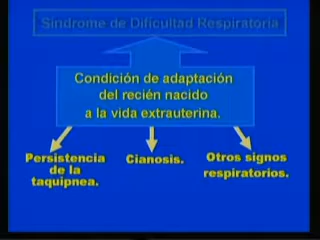 Síndrome de Dificultad Respiratoria
Condición de adaptación
del recién nacido
a la vida extrauterina.
Persistencia
de la
taquipnea.
Cianosis.
Otros signos
respiratorios.